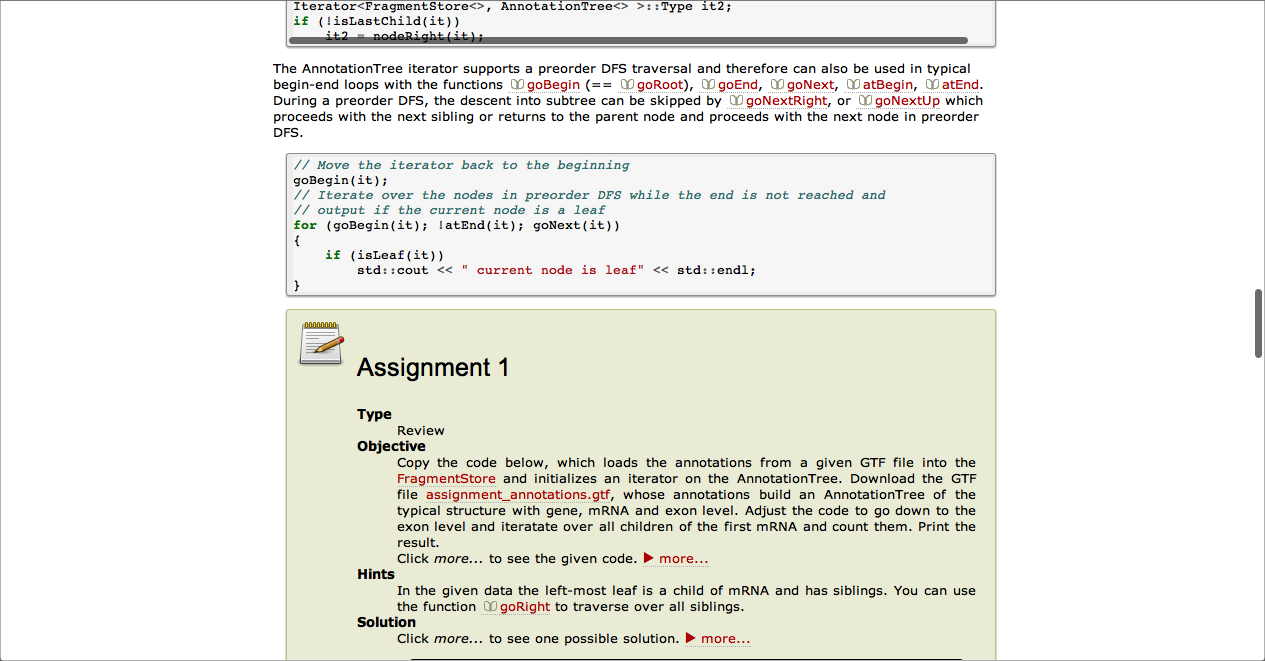 Iterator<FragmentStore<>, AnnotationTree<> >::Type it2;
if (!isLastChild(it))
    it2 = nodeRight(it);
The AnnotationTree iterator supports a preorder DFS traversal and therefore can also be used in typical
begin-end loops with the functions goBegin (== goRoot), goEnd, goNext, atBegin, atEnd.
During a preorder DFS, the descent into subtree can be skipped by goNextRight, or goNextUp which
proceeds with the next sibling or returns to the parent node and proceeds with the next node in preorder
DFS.
// Move the iterator back to the beginning
goBegin(it);
// Iterate over the nodes in preorder DFS while the end is not reached and
// output if the current node is a leaf
for (goBegin(it); !atEnd(it); goNext(it))
{
    if (isLeaf(it))
        std::cout << " current node is leaf" << std::endl;
}
Assignment 1
Type
Review
Objective
Copy the code below, which loads the annotations from a given GTF file into the
FragmentStore and initializes an iterator on the AnnotationTree. Download the GTF
file assignment_annotations.gtf, whose annotations build an AnnotationTree of the
typical structure with gene, mRNA and exon level. Adjust the code to go down to the
exon level and iteratate over all children of the first mRNA and count them. Print the
result.
Click more... to see the given code. ▶ more...
Hints
In the given data the left-most leaf is a child of mRNA and has siblings. You can use
the function goRight to traverse over all siblings.
Solution
Click more... to see one possible solution. ▶ more...